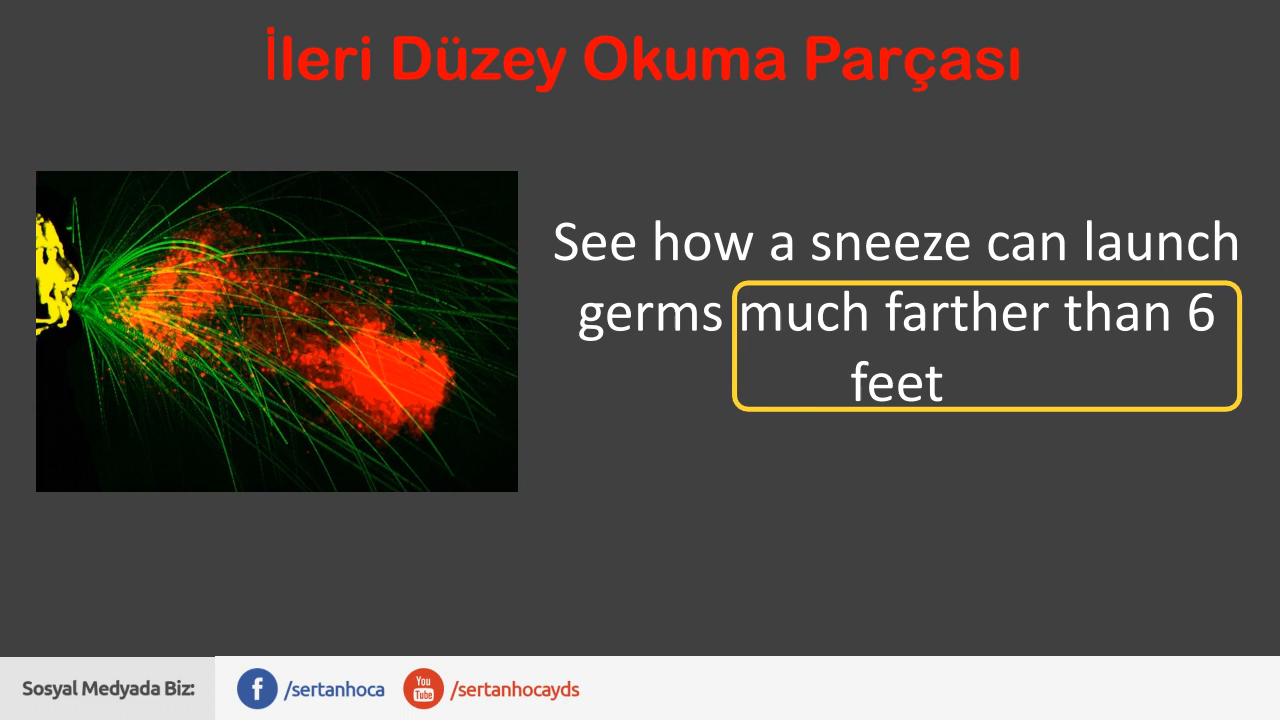 İleri Düzey Okuma Parçası
See how a sneeze can launch
germs much farther than 6
feet
Sosyal Medyada Biz:
f
/sertanhoca
You
Tube
/sertanhocayds